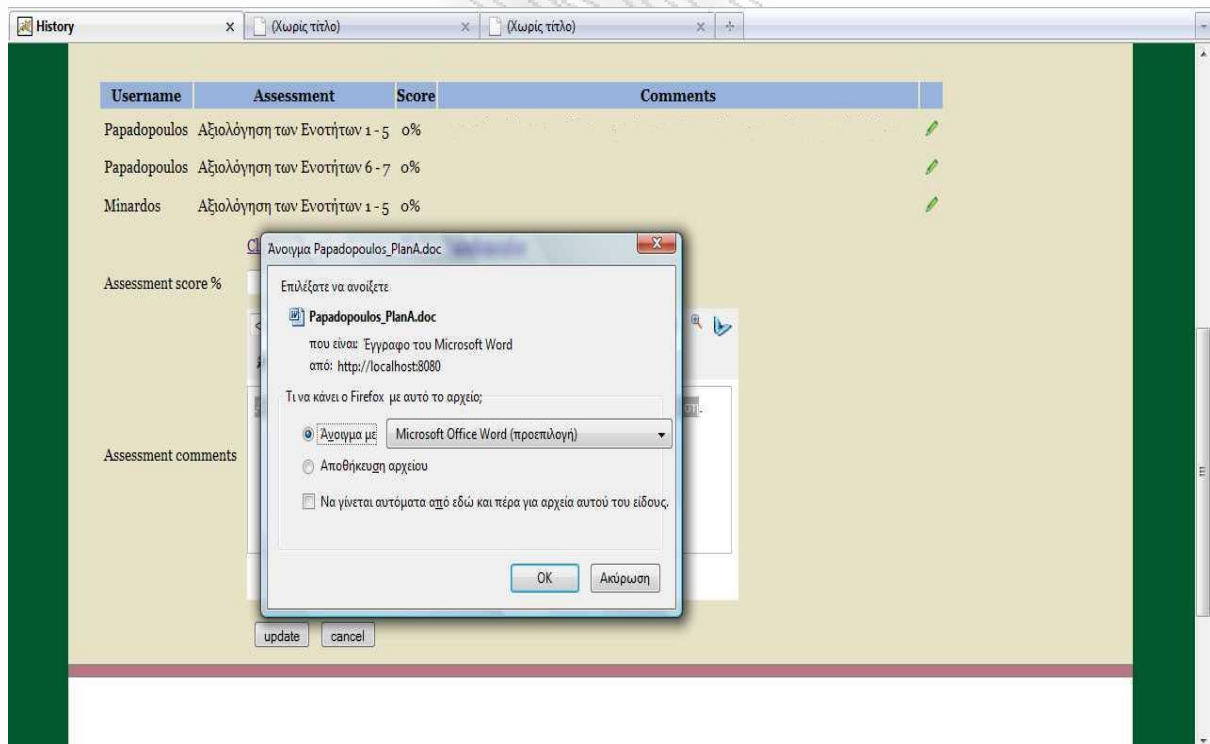 History (Χωρίς τίτλο) (Χωρίς τίτλο)
Username Assessment Score Comments
Papadopoulos Αξιολόγηση των Ενοτήτων 1 - 5 0%
Papadopoulos Αξιολόγηση των Ενοτήτων 6 - 7 0%
Minardos Αξιολόγηση των Ενοτήτων 1 - 5 0%
Άνοιγμα Papadopoulos_PlanA.doc
Assessment score %
Επιλέξατε να ανοίξετε
Papadopoulos_PlanA.doc
που είναι: Έγγραφο του Microsoft Word
από: http://localhost:8080
Τι να κάνει ο Firefox με αυτό το αρχείο;
Άνοιγμα με Microsoft Office Word (προεπιλογή)
Assessment comments
Αποθήκευση αρχείου
Να γίνεται αυτόματα από εδώ και πέρα για αρχεία αυτού του είδους.
OK Ακύρωση
update cancel